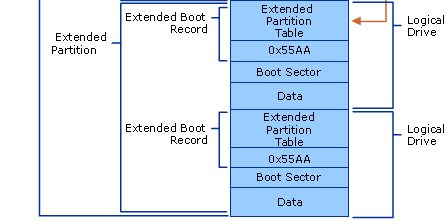 Extended Boot
Record
Extended
Partition
Table
Logical
Drive
0x55AA
Extended
Partition
Boot Sector
Data
Extended Boot
Record
Extended
Partition
Table
Logical
Drive
0x55AA
Boot Sector
Data